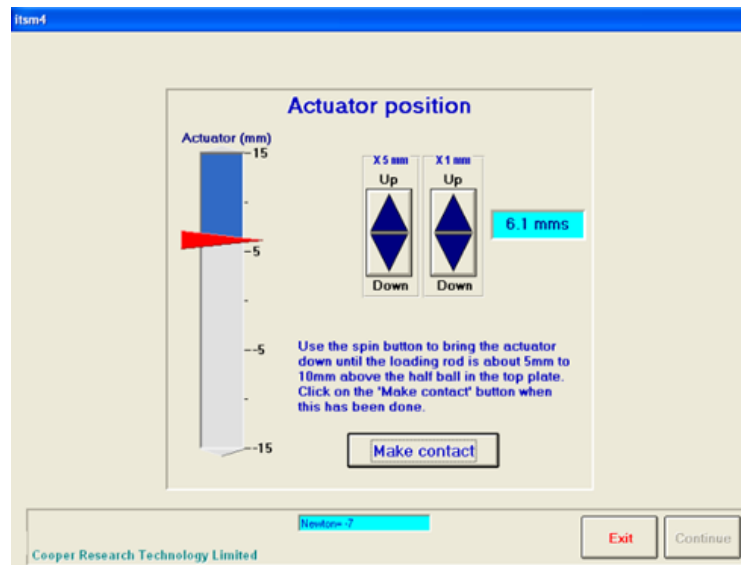 itsm4
Actuator position
Actuator (mm)
15
5
-5
-15
X 5 mm
Up
Down
X 1 mm
Up
Down
6.1 mms
Use the spin button to bring the actuator
down until the loading rod is about 5mm to
10mm above the half ball in the top plate.
Click on the 'Make contact' button when
this has been done.
Make contact
Newton= -7
Cooper Research Technology Limited
Exit
Continue